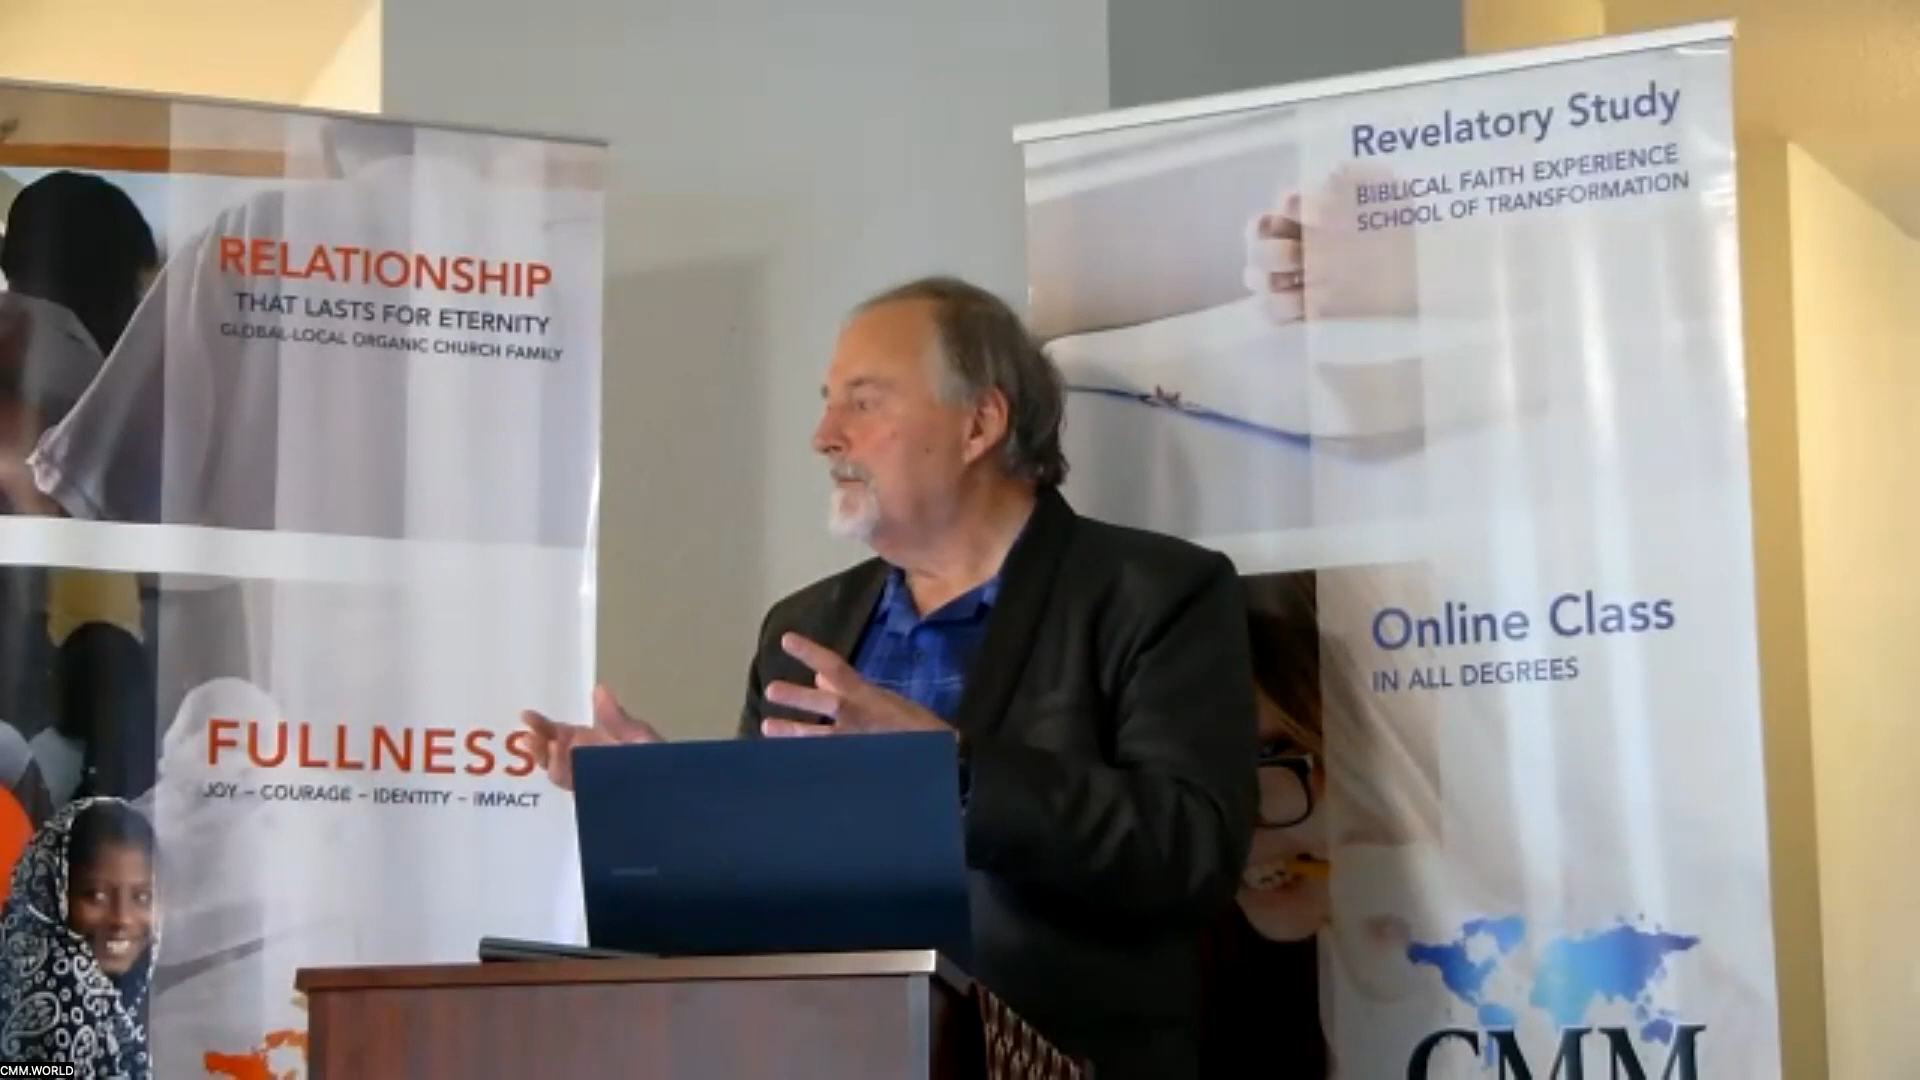 RELATIONSHIP
THAT LASTS FOR ETERNITY
GLOBAL-LOCAL ORGANIC CHURCH FAMILY
FULLNESS
JOY – COURAGE – IDENTITY – IMPACT
Revelatory Study
BIBLICAL FAITH EXPERIENCE
SCHOOL OF TRANSFORMATION
Online Class
IN ALL DEGREES
CMM
CMM.WORLD